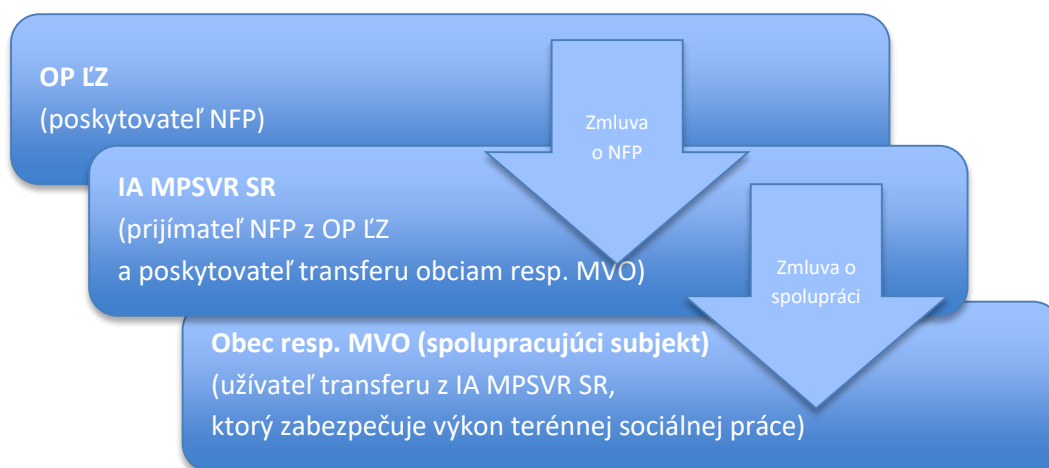 OP ĽZ
(poskytovateľ NFP)
Zmluva
o NFP
IA MPSVR SR
(prijímateľ NFP z OP ĽZ
a poskytovateľ transferu obciam resp. MVO)
Zmluva o
spolupráci
Obec resp. MVO (spolupracujúci subjekt)
(užívateľ transferu z IA MPSVR SR,
ktorý zabezpečuje výkon terénnej sociálnej práce)